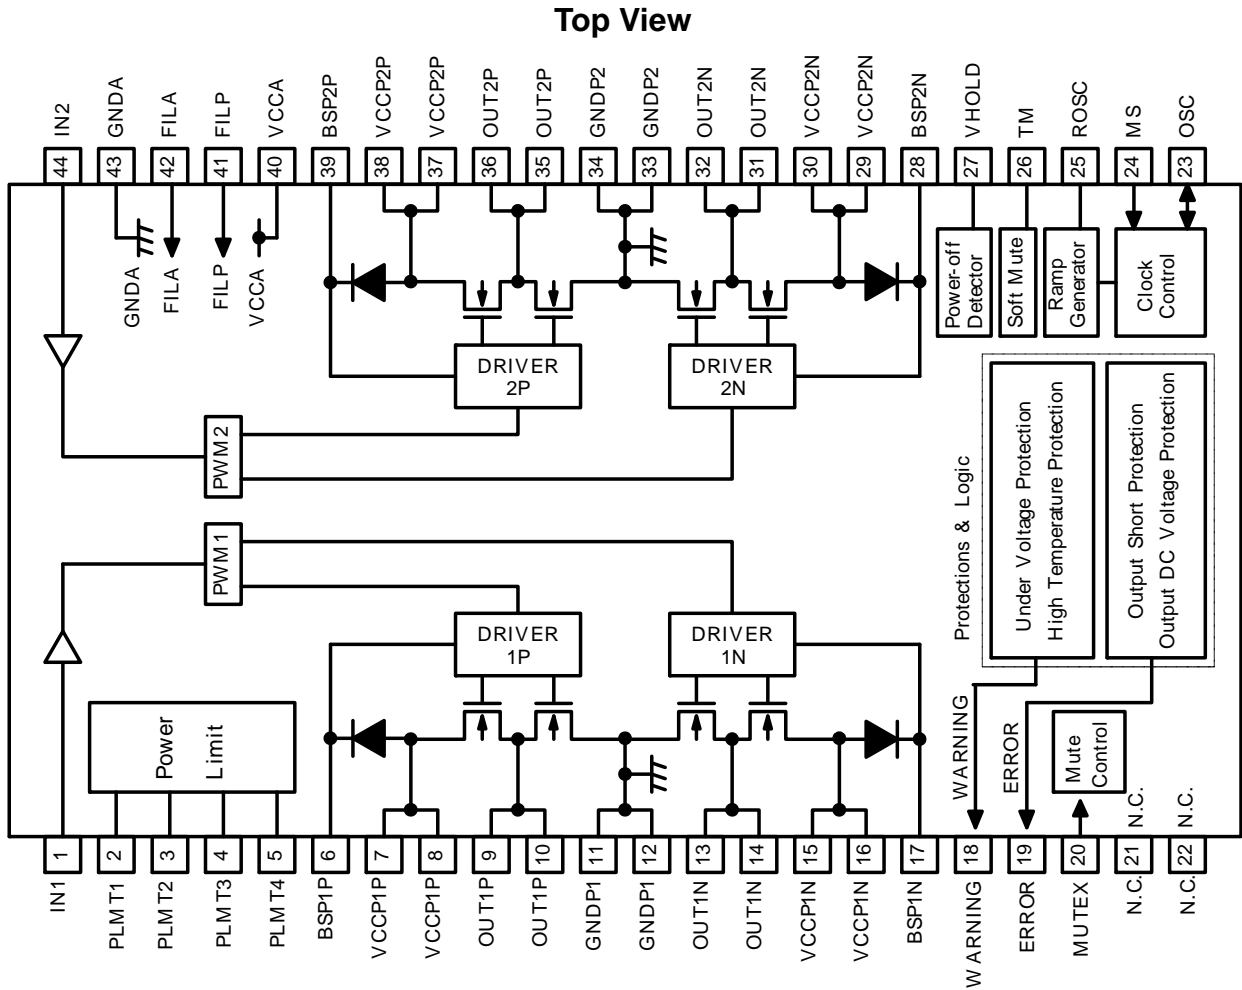 Top View
IN2
GNDA
FILA
FILP
VCCA
BSP2P
VCCP2P
VCCP2P
OUT2P
OUT2P
GNDP2
GNDP2
OUT2N
OUT2N
VCCP2N
VCCP2N
BSP2N
VHOLD
TM
ROSC
MS
OSC
44
43
42
41
40
39
38
37
36
35
34
33
32
31
30
29
28
27
26
25
24
23
GNDA
FILA
FILP
VCCA
Power-off
Detector
Soft Mute
Ramp
Generator
Clock
Control
DRIVER
2P
DRIVER
2N
PWM2
PWM1
DRIVER
1P
DRIVER
1N
Protections & Logic
Under Voltage Protection
High Temperature Protection
Output Short Protection
Output DC Voltage Protection
Power
Limit
WARNING
ERROR
Mute
Control
N.C.
N.C.
1
2
3
4
5
6
7
8
9
10
11
12
13
14
15
16
17
18
19
20
21
22
IN1
PLMT1
PLMT2
PLMT3
PLMT4
BSP1P
VCCP1P
VCCP1P
OUT1P
OUT1P
GNDP1
GNDP1
OUT1N
OUT1N
VCCP1N
VCCP1N
BSP1N
WARNING
ERROR
MUTEX
N.C.
N.C.